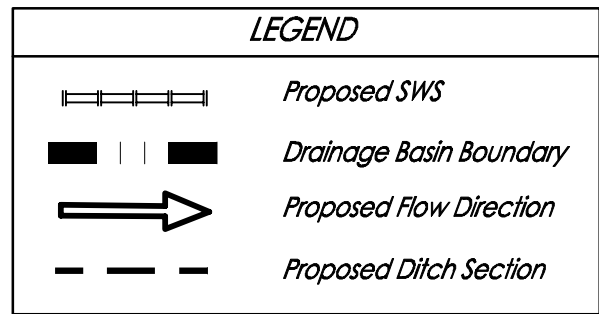 LEGEND
Proposed SWS
Drainage Basin Boundary
Proposed Flow Direction
Proposed Ditch Section